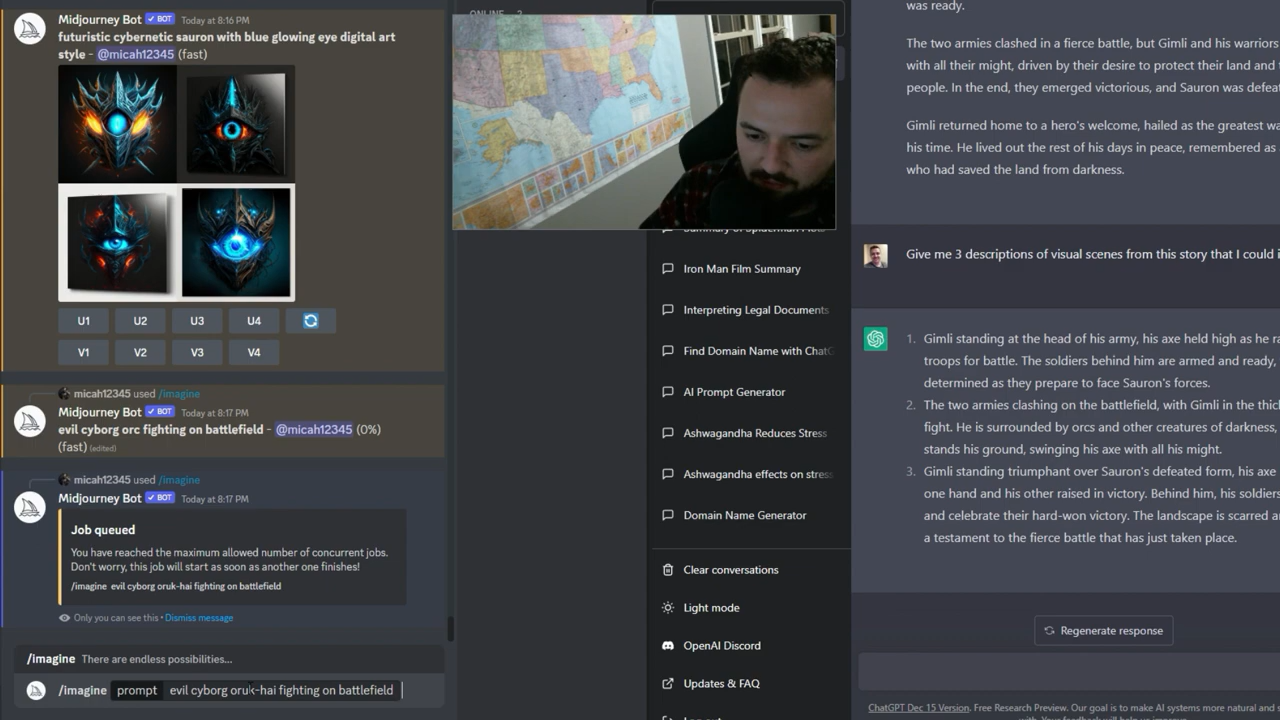 Midjourney Bot ✓ BOT Today at 8:16 PM
futuristic cybernetic sauron with blue glowing eye digital art
style - @micah12345 (fast)
U1 U2 U3 U4
V1 V2 V3 V4
micah12345 used /imagine
Midjourney Bot ✓ BOT Today at 8:17 PM
evil cyborg orc fighting on battlefield - @micah12345 (0%)
(fast) (edited)
micah12345 used /imagine
Midjourney Bot ✓ BOT Today at 8:17 PM
Job queued
You have reached the maximum allowed number of concurrent jobs.
Don't worry, this job will start as soon as another one finishes!
/imagine evil cyborg oruk-hai fighting on battlefield
Only you can see this • Dismiss message
/imagine There are endless possibilities...
/imagine prompt evil cyborg oruk-hai fighting on battlefield
Iron Man Film Summary
Interpreting Legal Documents
Find Domain Name with ChatG
AI Prompt Generator
Ashwagandha Reduces Stress
Ashwagandha effects on stress
Domain Name Generator
Clear conversations
Light mode
OpenAI Discord
Updates & FAQ
was ready.
The two armies clashed in a fierce battle, but Gimli and his warriors
with all their might, driven by their desire to protect their land and
people. In the end, they emerged victorious, and Sauron was defea
Gimli returned home to a hero's welcome, hailed as the greatest wa
his time. He lived out the rest of his days in peace, remembered as
who had saved the land from darkness.
Give me 3 descriptions of visual scenes from this story that I could i
1. Gimli standing at the head of his army, his axe held high as he ra
troops for battle. The soldiers behind him are armed and ready,
determined as they prepare to face Sauron's forces.
2. The two armies clashing on the battlefield, with Gimli in the thick
fight. He is surrounded by orcs and other creatures of darkness,
stands his ground, swinging his axe with all his might.
3. Gimli standing triumphant over Sauron's defeated form, his axe
one hand and his other raised in victory. Behind him, his soldiers
and celebrate their hard-won victory. The landscape is scarred an
a testament to the fierce battle that has just taken place.
Regenerate response
ChatGPT Dec 15 Version. Free Research Preview. Our goal is to make AI systems more natural and s